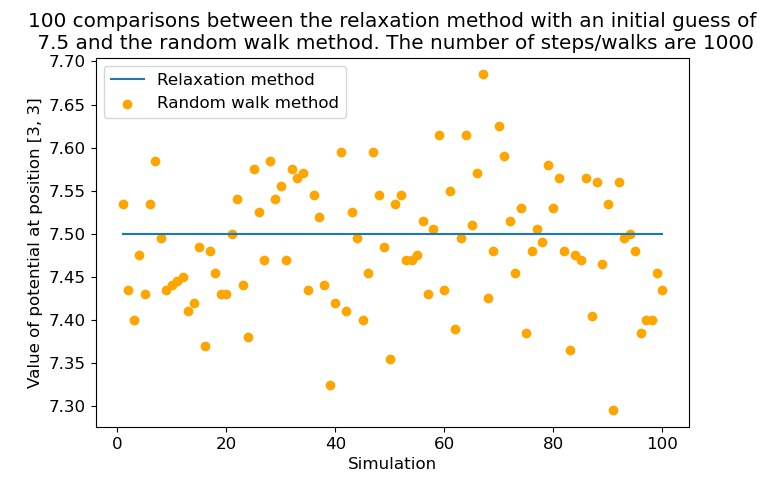 100 comparisons between the relaxation method with an initial guess of
7.5 and the random walk method. The number of steps/walks are 1000
Relaxation method
Random walk method
Value of potential at position [3, 3]
7.70
7.65
7.60
7.55
7.50
7.45
7.40
7.35
7.30
0 20 40 60 80 100
Simulation